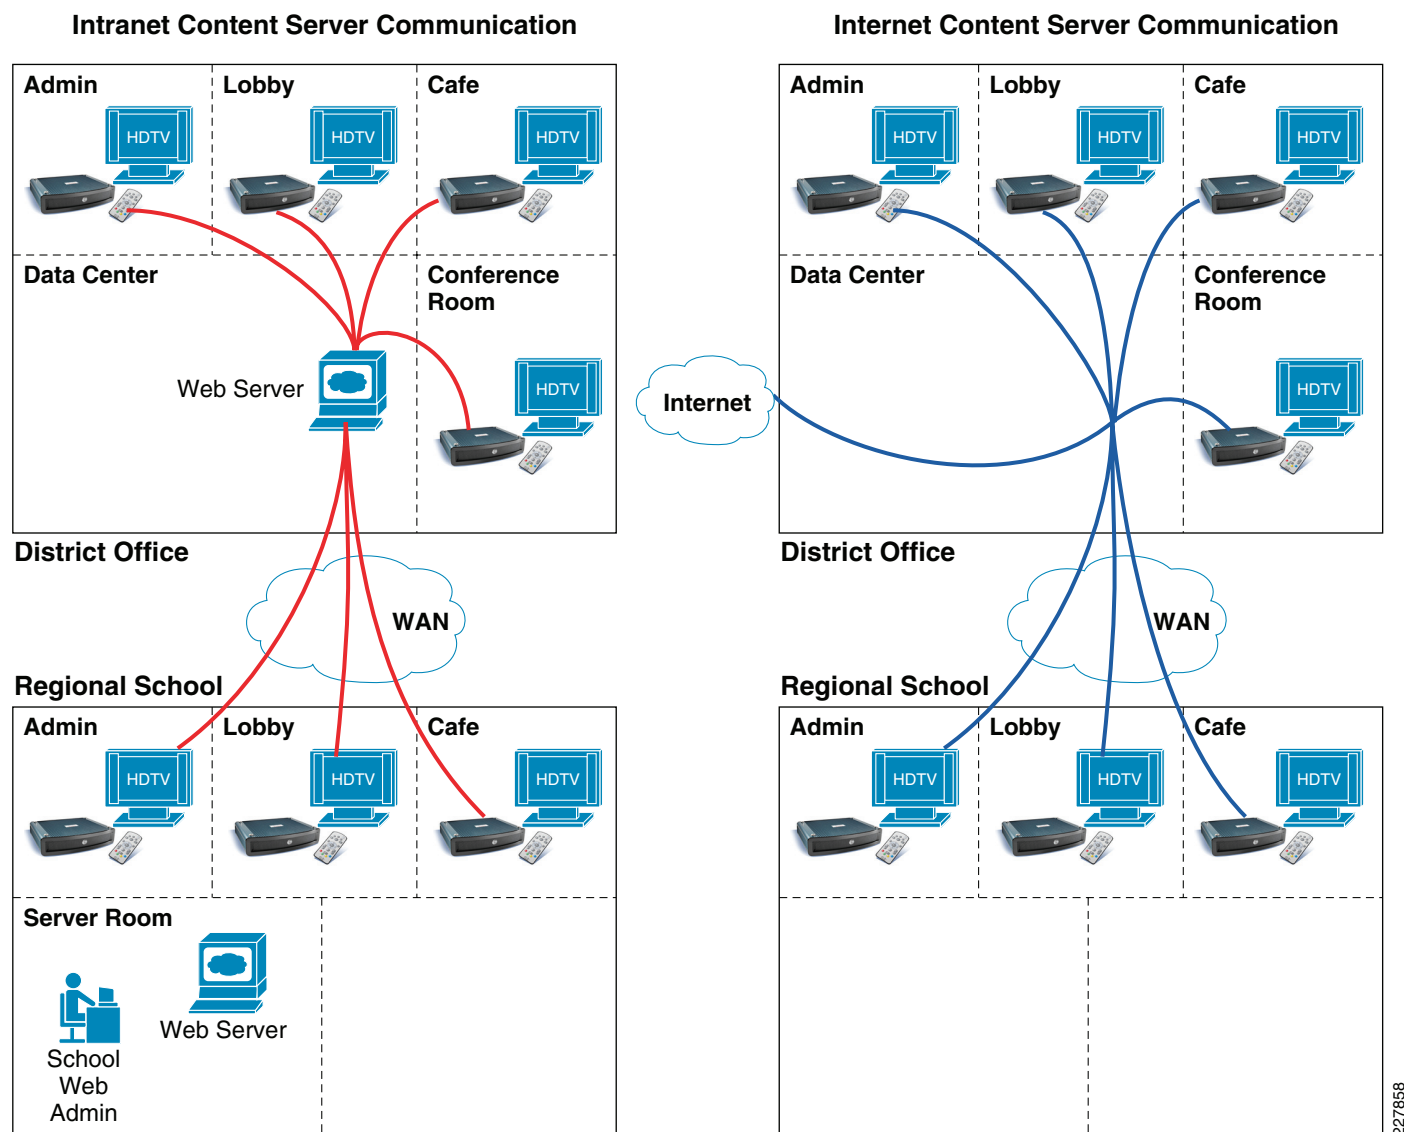 Intranet Content Server Communication
Admin
Lobby
Cafe
HDTV
HDTV
HDTV
Data Center
Conference
Room
Web Server
HDTV
District Office
WAN
Regional School
Admin
Lobby
Cafe
HDTV
HDTV
HDTV
Server Room
Web Server
School
Web
Admin
Internet Content Server Communication
Admin
Lobby
Cafe
HDTV
HDTV
HDTV
Data Center
Conference
Room
Internet
HDTV
District Office
WAN
Regional School
Admin
Lobby
Cafe
HDTV
HDTV
HDTV
227858